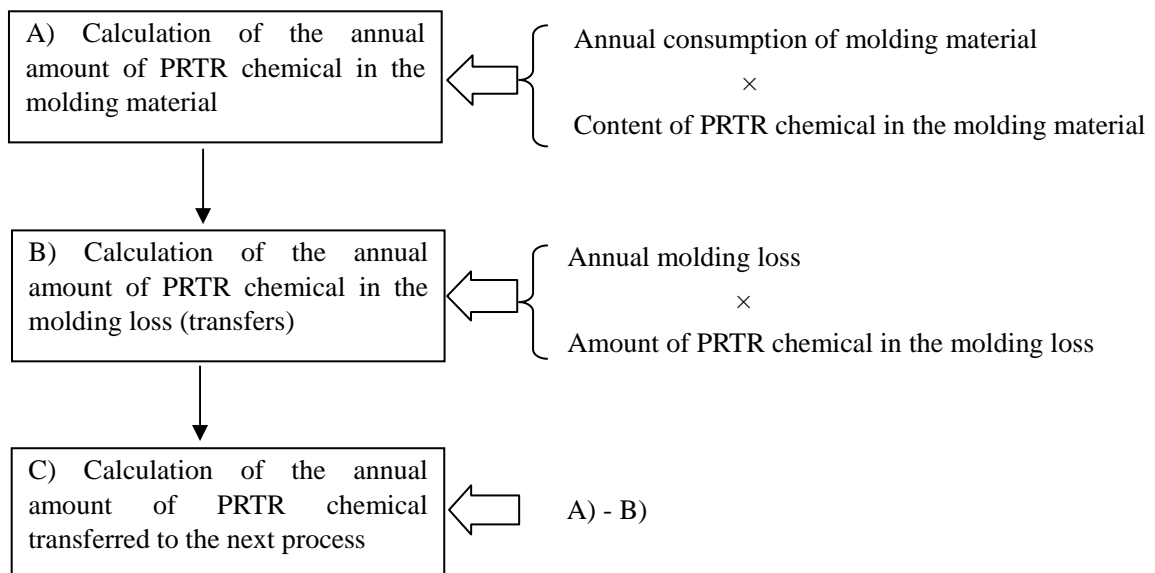 A) Calculation of the annual
amount of PRTR chemical in the
molding material
Annual consumption of molding material
×
Content of PRTR chemical in the molding material
B) Calculation of the annual
amount of PRTR chemical in the
molding loss (transfers)
Annual molding loss
×
Amount of PRTR chemical in the molding loss
C) Calculation of the annual
amount of PRTR chemical
transferred to the next process
A) - B)